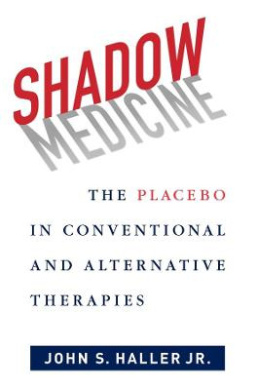 SHADOW
MEDICINE
THE PLACEBO
IN CONVENTIONAL
AND ALTERNATIVE
THERAPIES
JOHN S. HALLER JR.